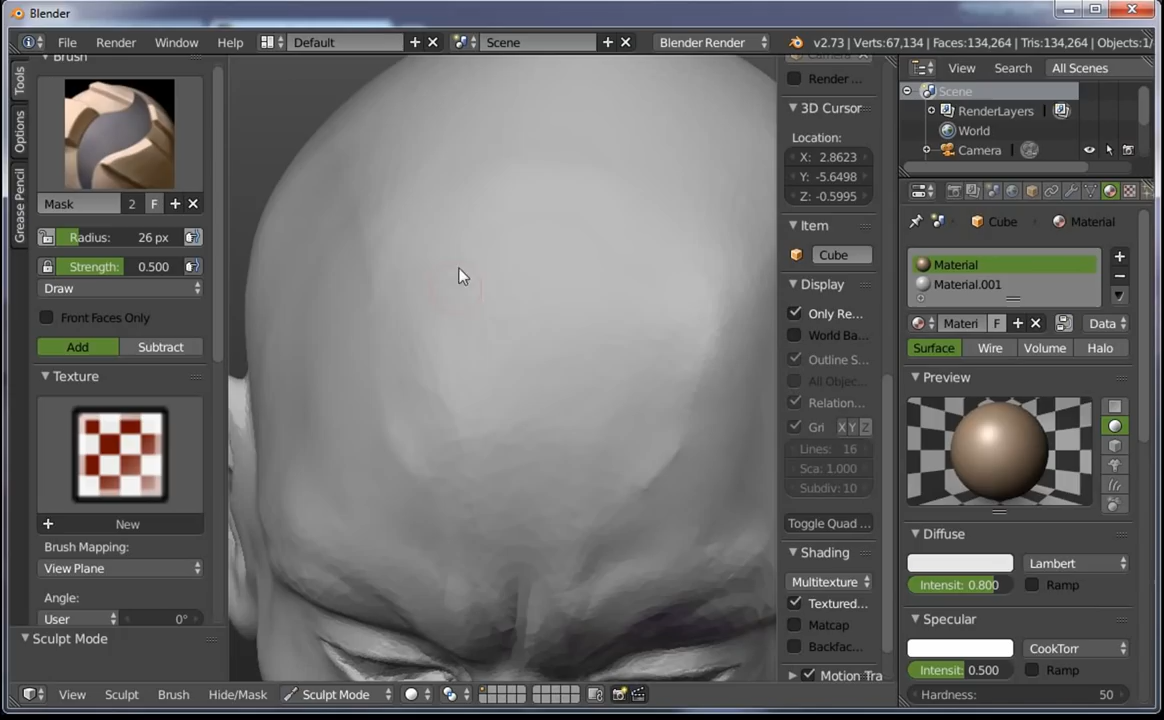 Blender
File Render Window Help Default Scene Blender Render v2.73 | Verts:67,134 | Faces:134,264 | Tris:134,264 | Objects:1/
Tools
Options
Grease Pencil
Brush
Mask 2 F
Radius: 26 px
Strength: 0.500
Draw
Front Faces Only
Add Subtract
Texture
New
Brush Mapping:
View Plane
Angle:
User 0°
Sculpt Mode
View Sculpt Brush Hide/Mask Sculpt Mode
Render ...
3D Cursor
Location:
X: 2.8623
Y: -5.6498
Z: -0.5995
Item
Cube
Display
Only Re...
World Ba...
Outline S...
All Objec...
Relation...
Gri X Y Z
Lines: 16
Sca: 1.000
Subdiv: 10
Toggle Quad ...
Shading
Multitexture
Textured...
Matcap
Backfac...
Motion Tra
View Search All Scenes
Scene
RenderLayers
World
Camera
Cube Material
Material
Material.001
Materi F Data
Surface Wire Volume Halo
Preview
Diffuse
Lambert
Intensit: 0.800 Ramp
Specular
CookTorr
Intensit: 0.500 Ramp
Hardness: 50